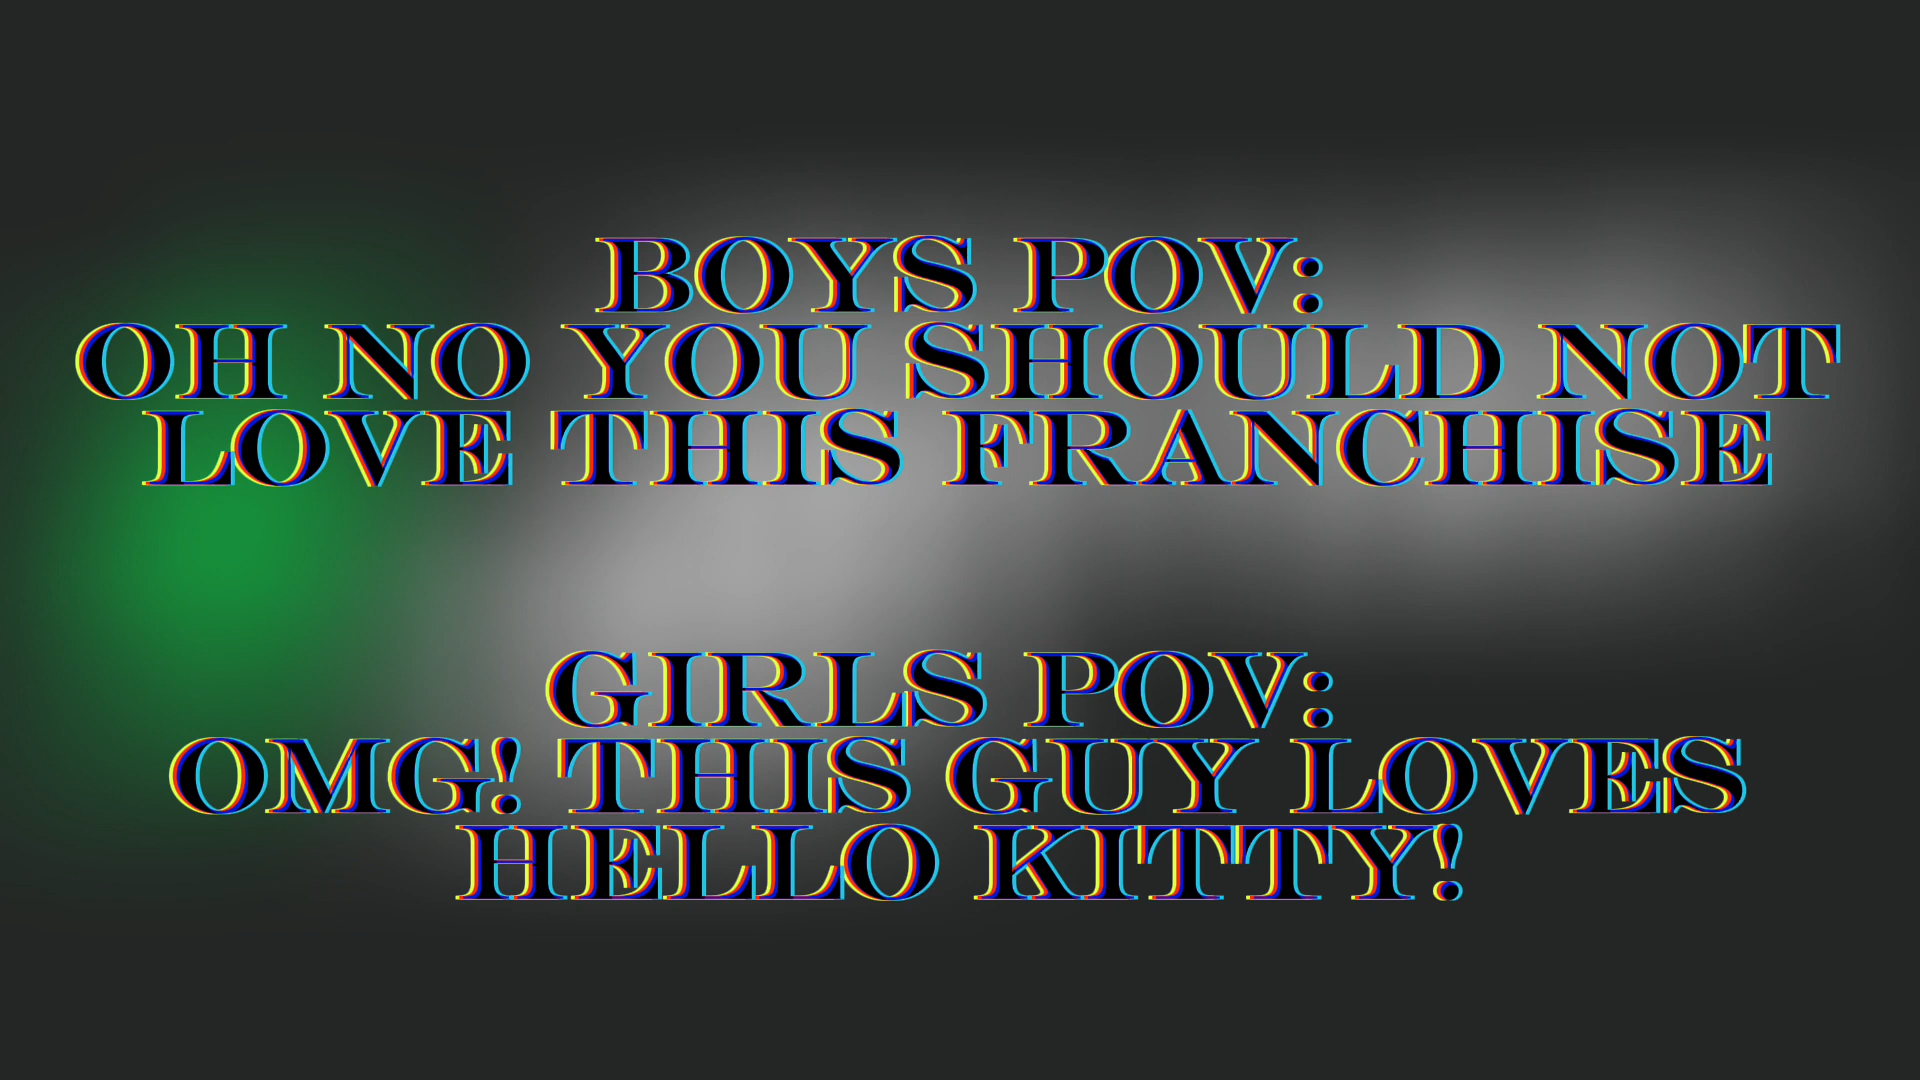 BOYS POV:
OH NO YOU SHOULD NOT
LOVE THIS FRANCHISE
GIRLS POV:
OMG! THIS GUY LOVES
HELLO KITTY!